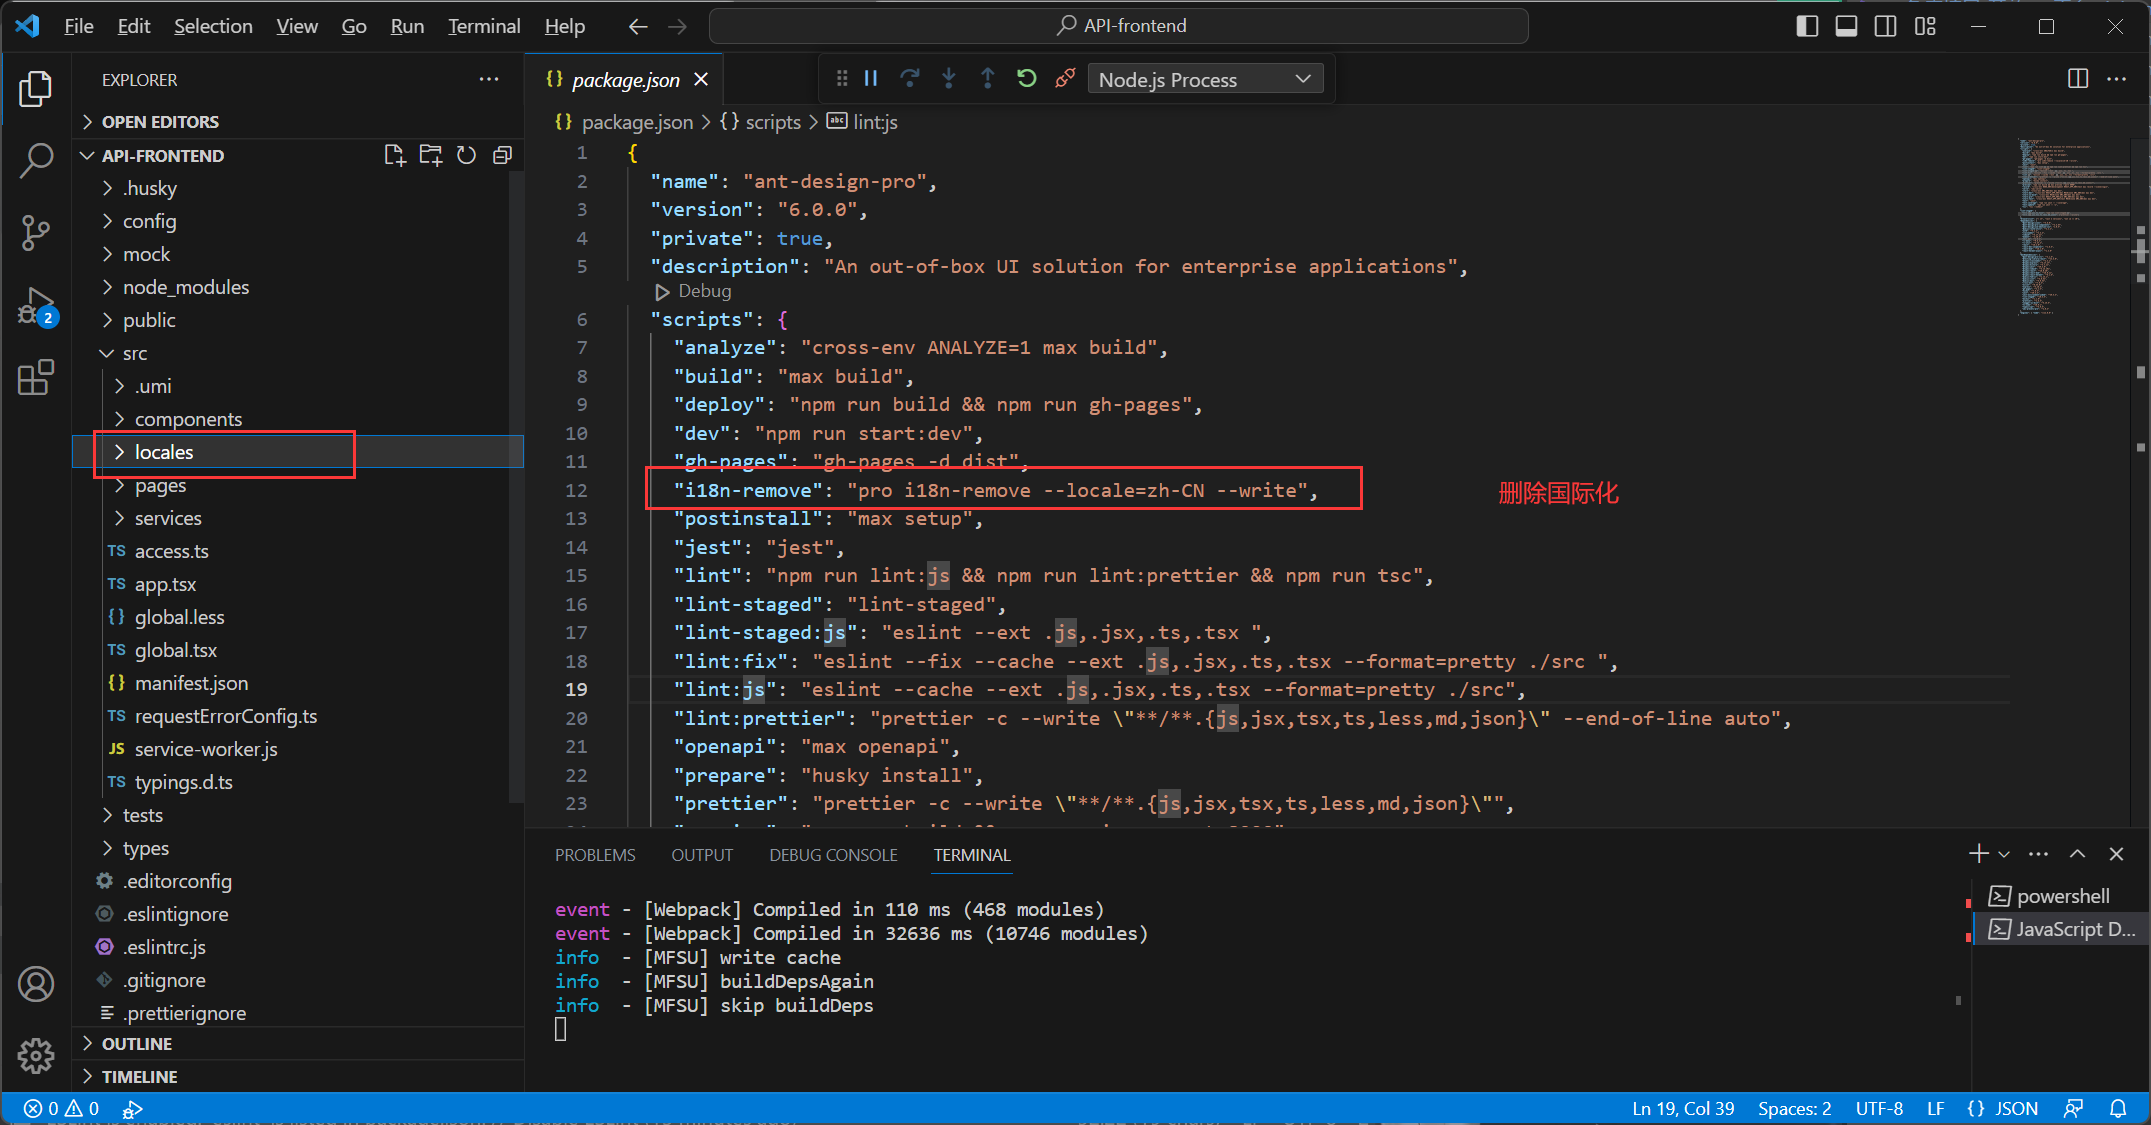 File Edit Selection View Go Run Terminal Help
API-frontend
EXPLORER
OPEN EDITORS
API-FRONTEND
.husky
config
mock
node_modules
public
src
.umi
components
locales
pages
services
TS access.ts
TS app.tsx
{} global.less
TS global.tsx
{} manifest.json
TS requestErrorConfig.ts
JS service-worker.js
TS typings.d.ts
tests
types
.editorconfig
.eslintignore
.eslintrc.js
.gitignore
.prettierignore
OUTLINE
TIMELINE
2
{} package.json
Node.js Process
{} package.json > {} scripts > abc lint:js
1 {
2 "name": "ant-design-pro",
3 "version": "6.0.0",
4 "private": true,
5 "description": "An out-of-box UI solution for enterprise applications",
Debug
6 "scripts": {
7 "analyze": "cross-env ANALYZE=1 max build",
8 "build": "max build",
9 "deploy": "npm run build && npm run gh-pages",
10 "dev": "npm run start:dev",
11 "gh-pages": "gh-pages -d dist",
12 "i18n-remove": "pro i18n-remove --locale=zh-CN --write",
删除国际化
13 "postinstall": "max setup",
14 "jest": "jest",
15 "lint": "npm run lint:js && npm run lint:prettier && npm run tsc",
16 "lint-staged": "lint-staged",
17 "lint-staged:js": "eslint --ext .js,.jsx,.ts,.tsx ",
18 "lint:fix": "eslint --fix --cache --ext .js,.jsx,.ts,.tsx --format=pretty ./src ",
19 "lint:js": "eslint --cache --ext .js,.jsx,.ts,.tsx --format=pretty ./src",
20 "lint:prettier": "prettier -c --write \"**/**.{js,jsx,tsx,ts,less,md,json}\" --end-of-line auto",
21 "openapi": "max openapi",
22 "prepare": "husky install",
23 "prettier": "prettier -c --write \"**/**.{js,jsx,tsx,ts,less,md,json}\"",
PROBLEMS OUTPUT DEBUG CONSOLE TERMINAL
event - [Webpack] Compiled in 110 ms (468 modules)
event - [Webpack] Compiled in 32636 ms (10746 modules)
info - [MFSU] write cache
info - [MFSU] buildDepsAgain
info - [MFSU] skip buildDeps
powershell
JavaScript D...
0 0
Ln 19, Col 39 Spaces: 2 UTF-8 LF {} JSON